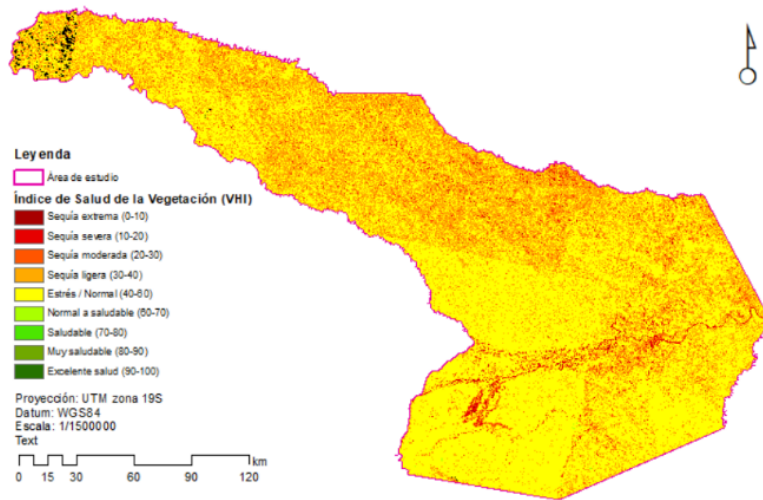 Leyenda
Área de estudio
Índice de Salud de la Vegetación (VHI)
Sequía extrema (0-10)
Sequía severa (10-20)
Sequía moderada (20-30)
Sequía ligera (30-40)
Estrés / Normal (40-60)
Normal a saludable (60-70)
Saludable (70-80)
Muy saludable (80-90)
Excelente salud (90-100)
Proyección: UTM zona 19S
Datum: WGS84
Escala: 1/1500000
Text
km
0 15 30 60 90 120